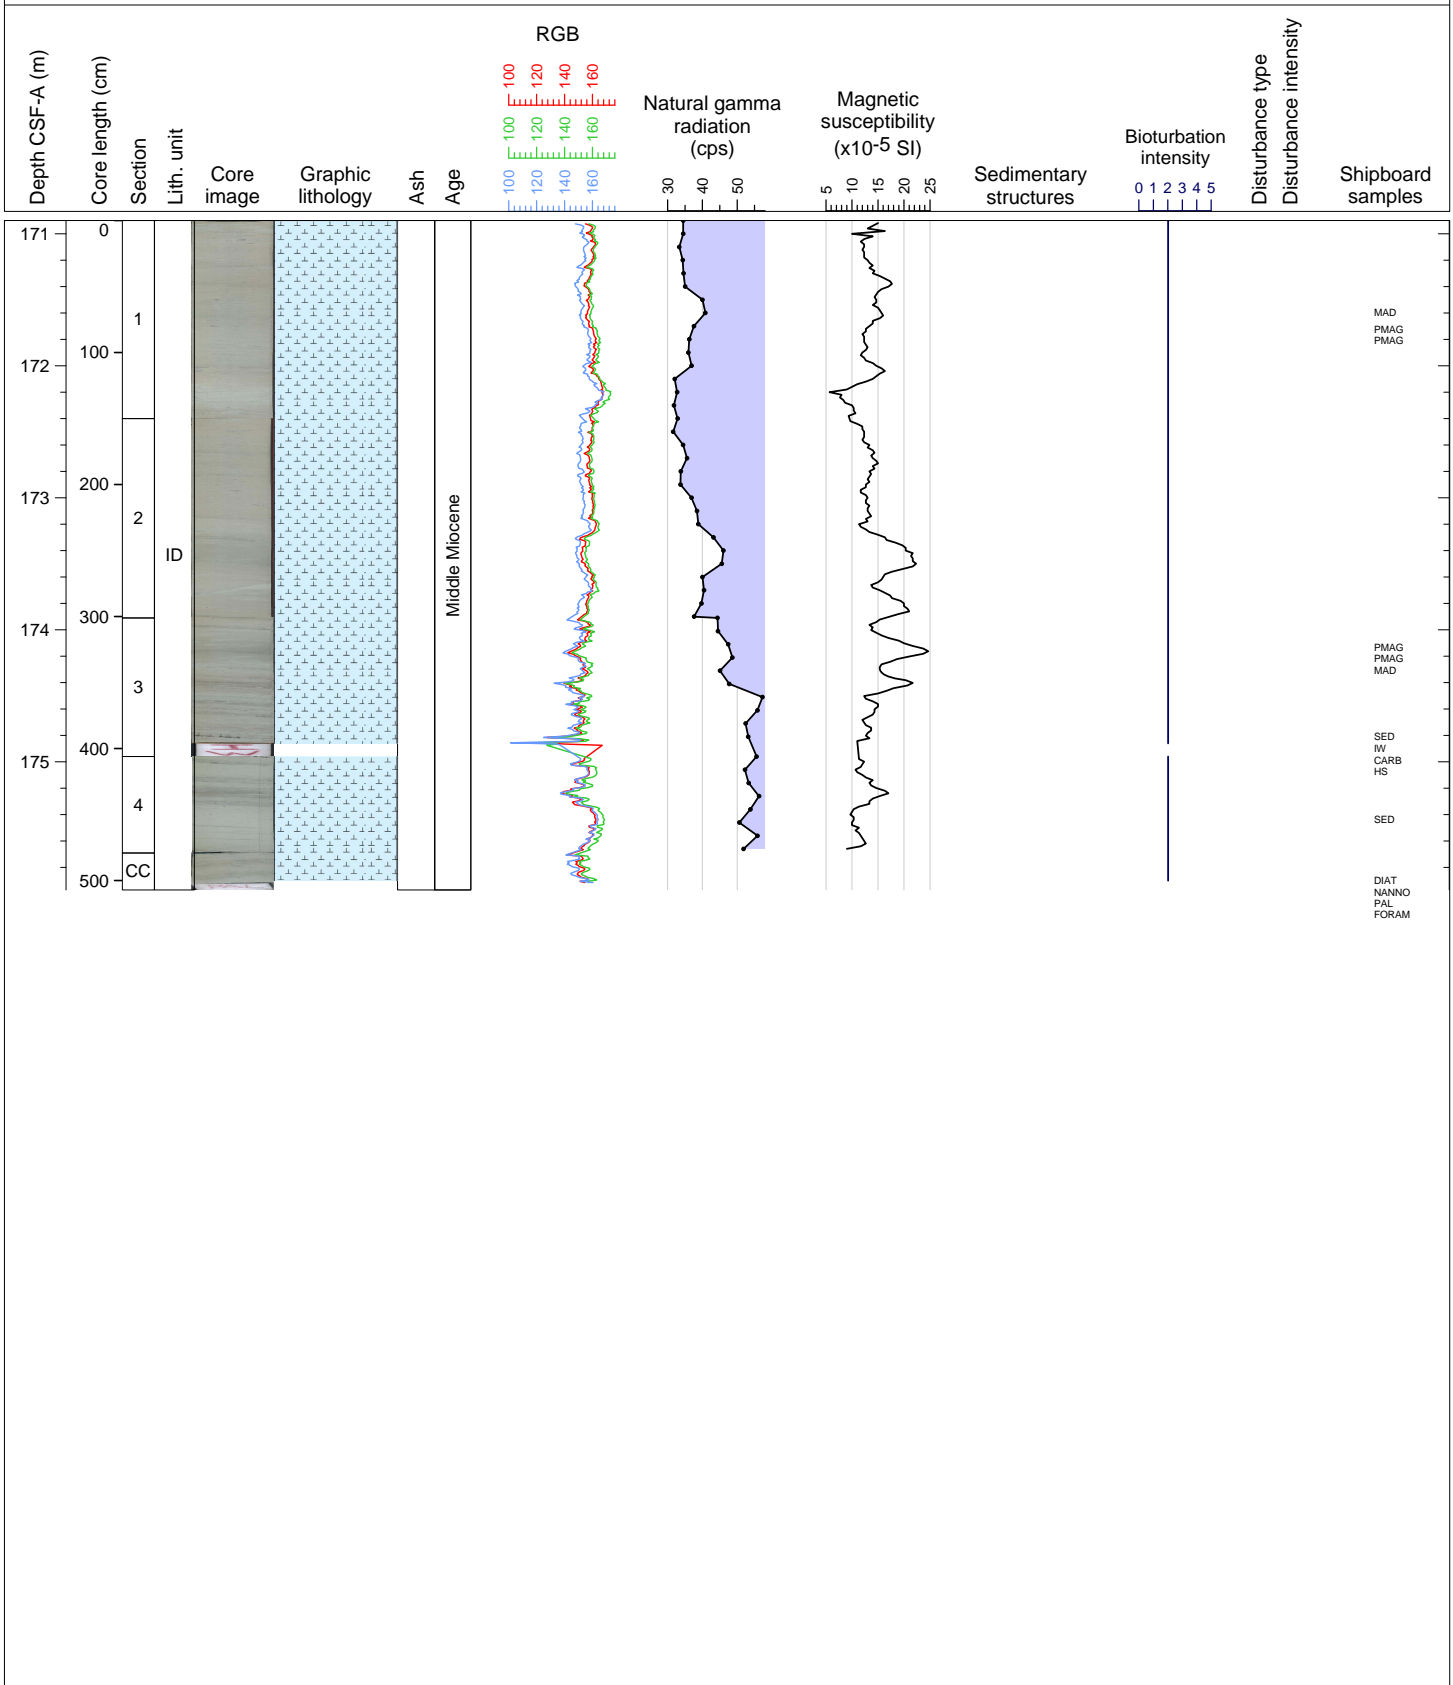 RGB
Depth CSF-A (m)
Core length (cm)
Section
Lith. unit
Core
image
Graphic
lithology
Ash
Age
100 120 140 160
100 120 140 160
100 120 140 160
Natural gamma
radiation
(cps)
30 40 50
Magnetic
susceptibility
(x10-5 SI)
5 10 15 20 25
Sedimentary
structures
Bioturbation
intensity
0 1 2 3 4 5
Disturbance type
Disturbance intensity
Shipboard
samples
171
172
173
174
175
0
100
200
300
400
500
1
2
3
4
CC
ID
Middle Miocene
MAD
PMAG
PMAG
PMAG
PMAG
MAD
SED
IW
CARB
HS
SED
DIAT
NANNO
PAL
FORAM